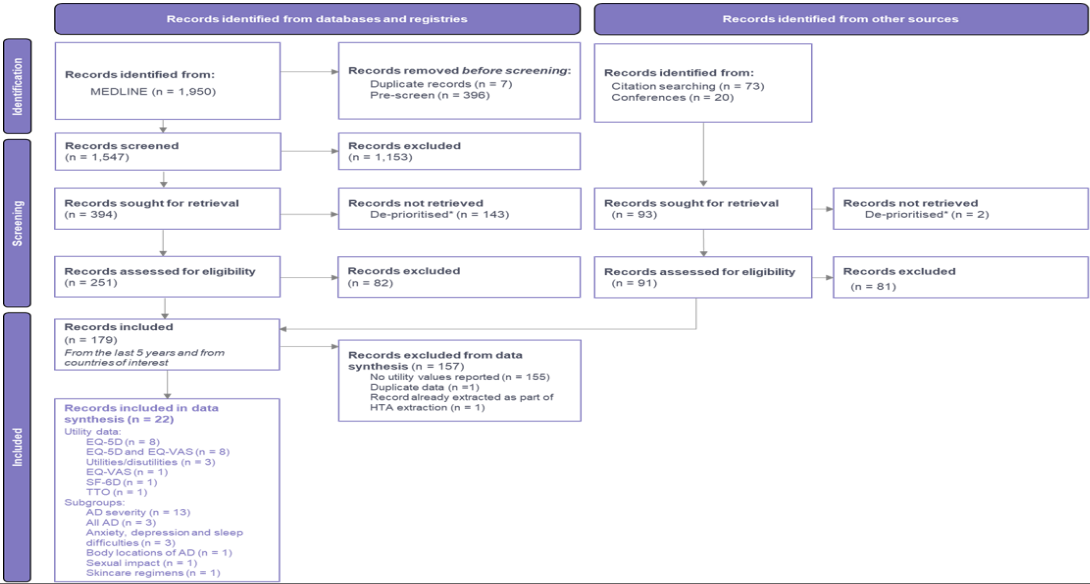 Records identified from databases and registries
Records identified from other sources
Identification
Records identified from:
MEDLINE (n = 1,950)
Records removed before screening:
Duplicate records (n = 7)
Pre-screen (n = 396)
Records identified from:
Citation searching (n = 73)
Conferences (n = 20)
Screening
Records screened
(n = 1,547)
Records excluded
(n = 1,153)
Records sought for retrieval
(n = 394)
Records not retrieved
De-prioritised* (n = 143)
Records sought for retrieval
(n = 93)
Records not retrieved
De-prioritised* (n = 2)
Records assessed for eligibility
(n = 251)
Records excluded
(n = 82)
Records assessed for eligibility
(n = 91)
Records excluded
(n = 81)
Included
Records included
(n = 179)
From the last 5 years and from
countries of interest
Records excluded from data
synthesis (n = 157)
No utility values reported (n = 155)
Duplicate data (n =1)
Record already extracted as part of
HTA extraction (n = 1)
Records included in data
synthesis (n = 22)
Utility data:
EQ-5D (n = 8)
EQ-5D and EQ-VAS (n = 8)
Utilities/disutilities (n = 3)
EQ-VAS (n = 1)
SF-6D (n = 1)
TTO (n = 1)
Subgroups:
AD severity (n = 13)
All AD (n = 3)
Anxiety, depression and sleep
difficulties (n = 3)
Body locations of AD (n = 1)
Sexual impact (n = 1)
Skincare regimens (n = 1)